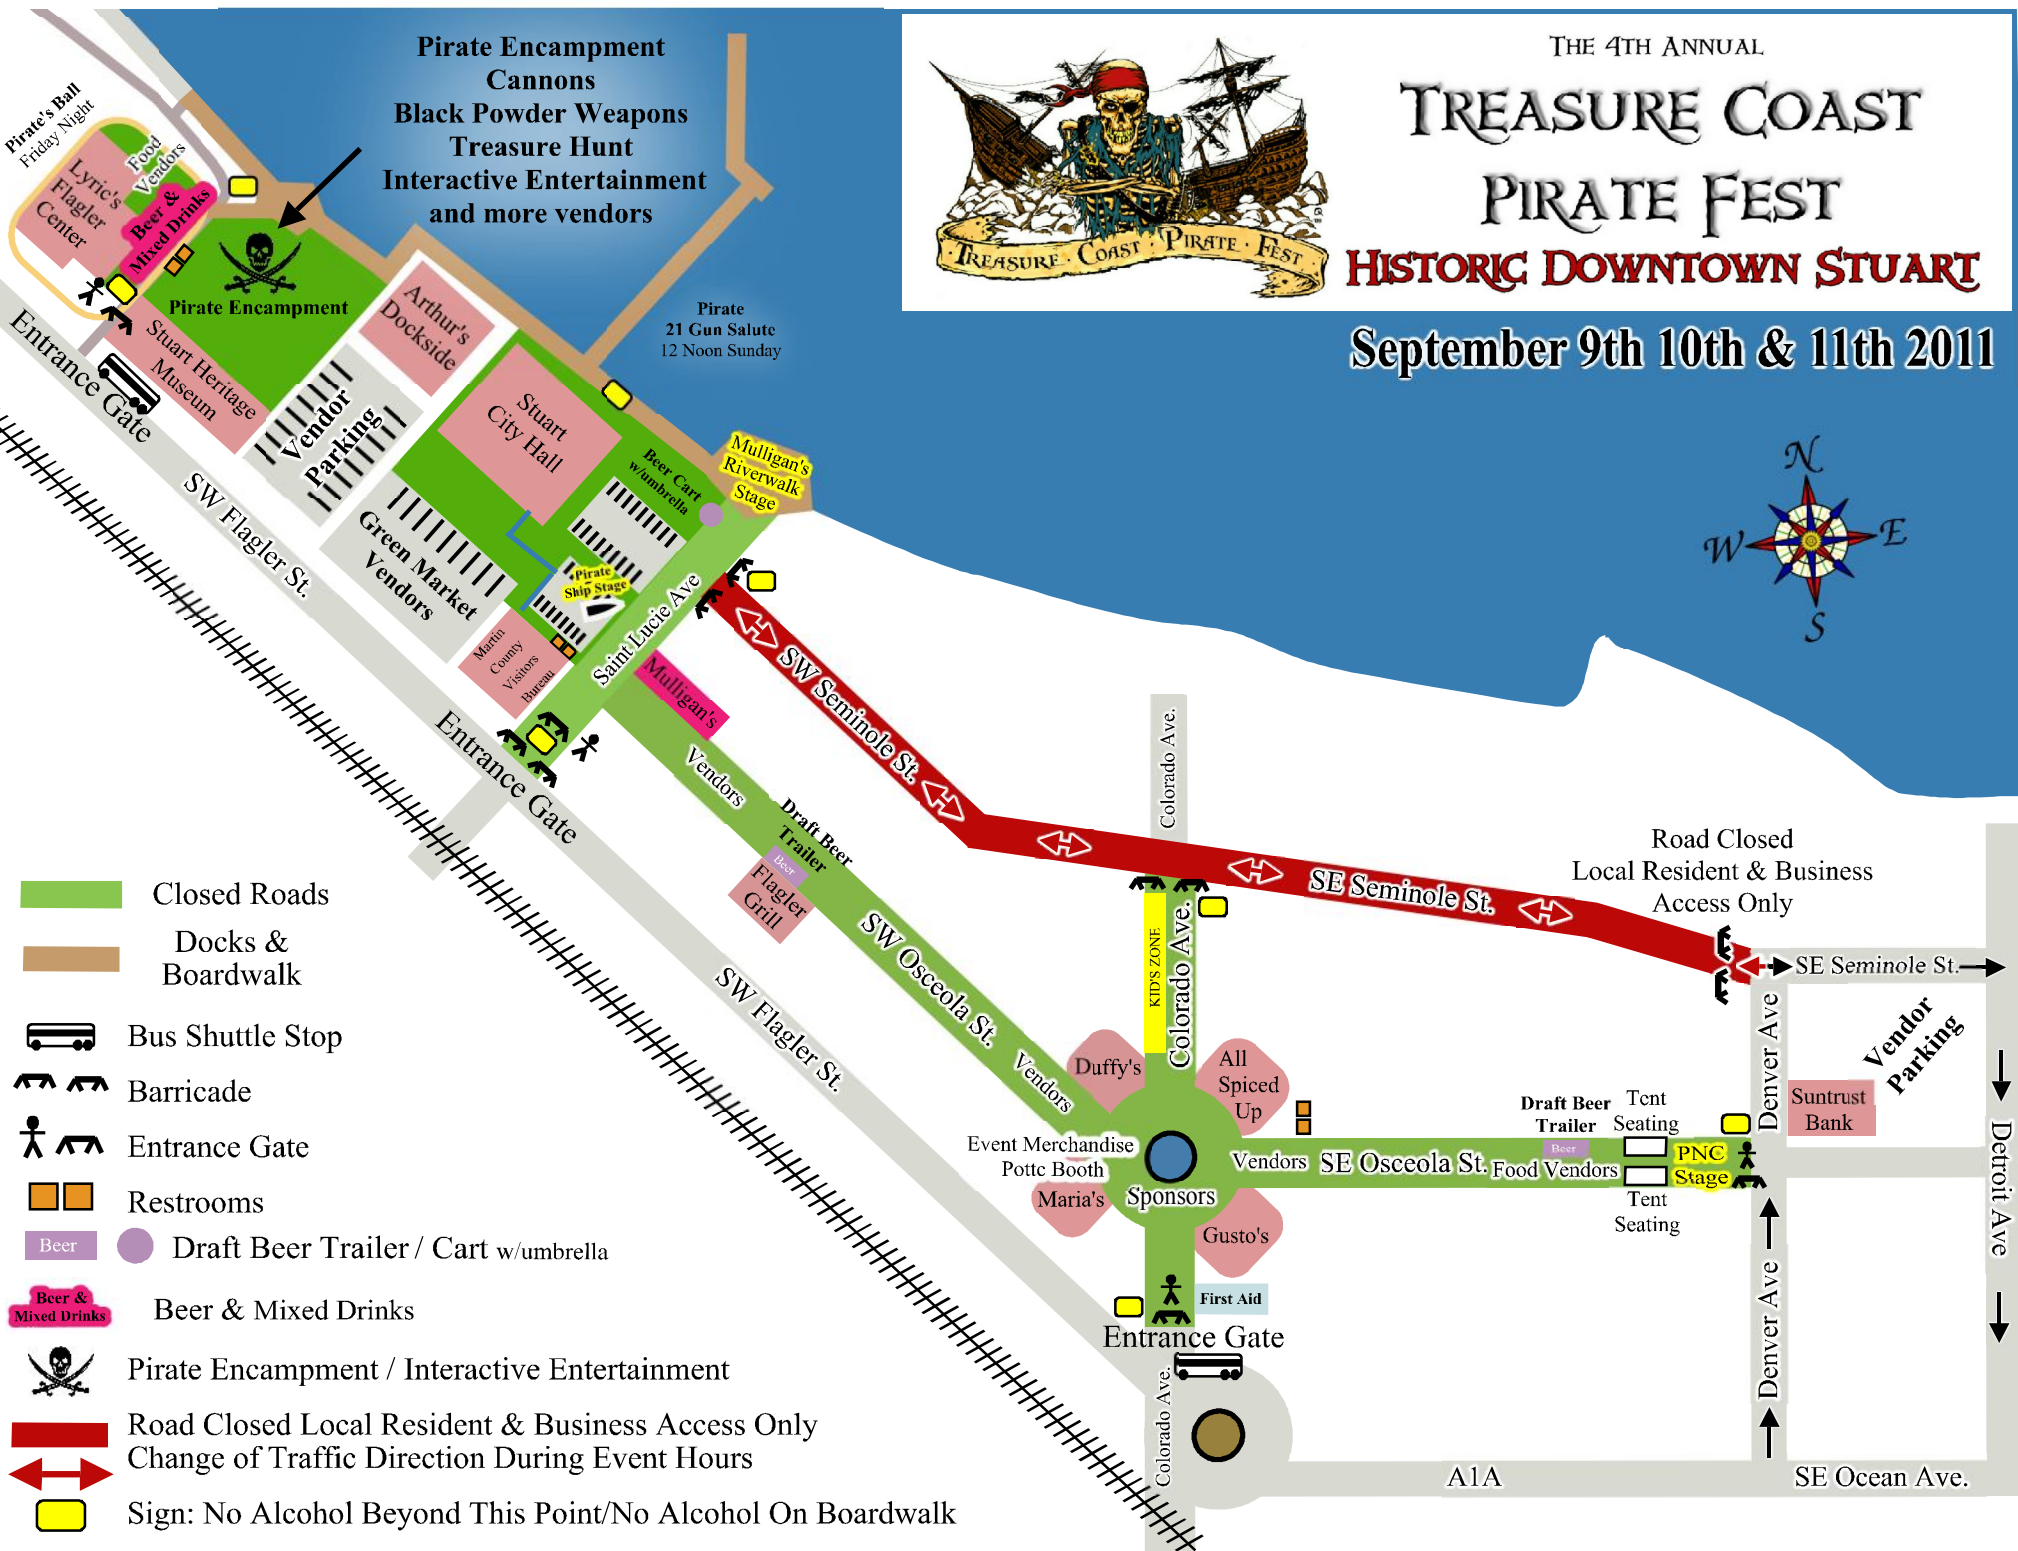 THE 4TH ANNUAL
TREASURE COAST
PIRATE FEST
HISTORIC DOWNTOWN STUART
TREASURE · COAST · PIRATE · FEST
September 9th 10th & 11th 2011
Pirate Encampment
Cannons
Black Powder Weapons
Treasure Hunt
Interactive Entertainment
and more vendors
Pirate's Ball
Friday Night
Food
Vendors
Lyric's
Flagler
Center
Beer &
Mixed Drinks
Pirate Encampment
Arthur's
Dockside
Pirate
21 Gun Salute
12 Noon Sunday
Entrance Gate
Stuart Heritage
Museum
Vendor
Parking
Stuart
City Hall
Beer Cart
w/umbrella
Mulligan's
Riverwalk
Stage
N
W
E
S
SW Flagler St.
Green Market
Vendors
Pirate
Ship Stage
Martin
County
Visitors
Bureau
Saint Lucie Ave
Mulligan's
SW Seminole St.
Entrance Gate
Vendors
Draft Beer
Trailer
Beer
Flagler
Grill
Colorado Ave.
SE Seminole St.
Road Closed
Local Resident & Business
Access Only
SE Seminole St.
SW Osceola St.
SW Flagler St.
KID'S ZONE
Colorado Ave.
Denver Ave
Vendor
Parking
Vendors
Duffy's
All
Spiced
Up
Suntrust
Bank
Detroit Ave
Event Merchandise
Pottc Booth
Maria's
Sponsors
Gusto's
Vendors
SE Osceola St.
Draft Beer
Trailer
Beer
Food Vendors
Tent
Seating
PNC
Stage
Tent
Seating
First Aid
Entrance Gate
Colorado Ave.
Denver Ave
A1A
SE Ocean Ave.
Closed Roads
Docks &
Boardwalk
Bus Shuttle Stop
Barricade
Entrance Gate
Restrooms
Beer
Draft Beer Trailer / Cart w/umbrella
Beer &
Mixed Drinks
Beer & Mixed Drinks
Pirate Encampment / Interactive Entertainment
Road Closed Local Resident & Business Access Only
Change of Traffic Direction During Event Hours
Sign: No Alcohol Beyond This Point/No Alcohol On Boardwalk